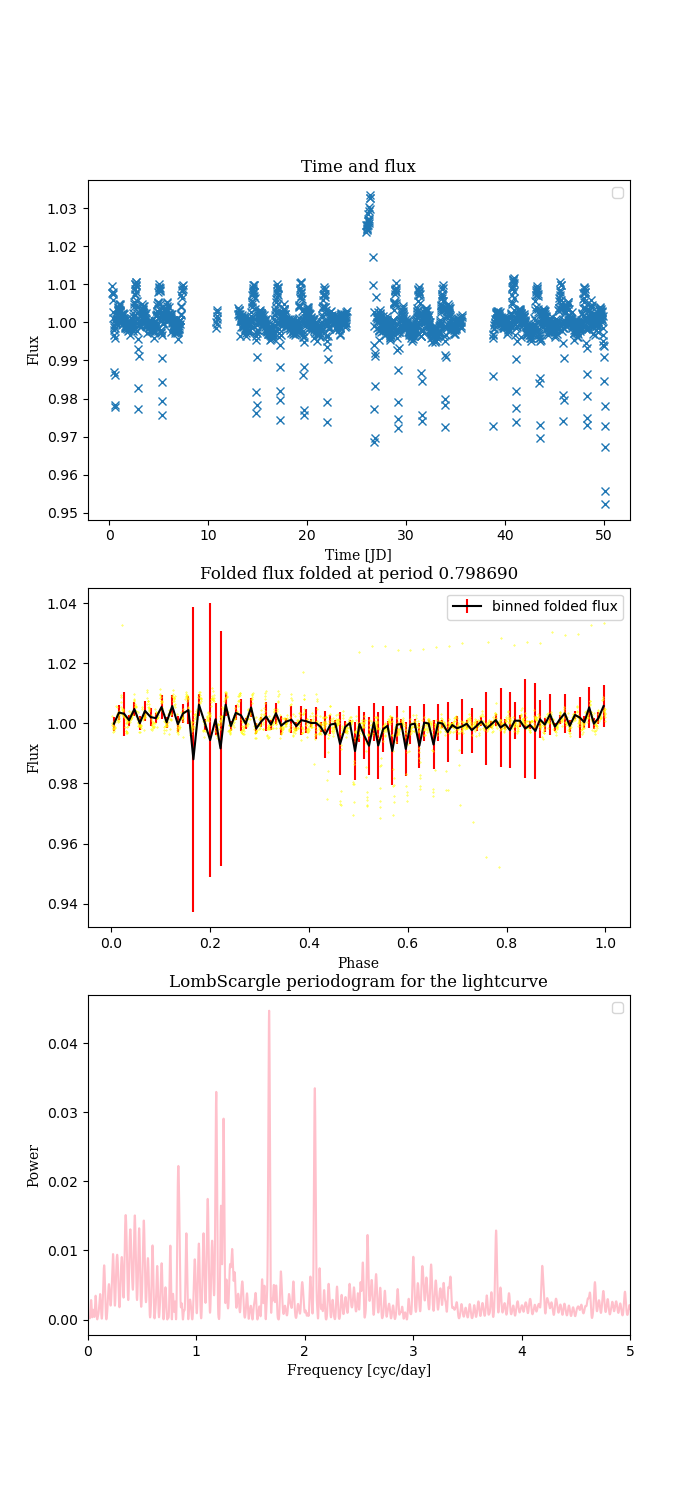 Time and flux
1.03
1.02
1.01
1.00
0.99
0.98
0.97
0.96
0.95
Flux
0 10 20 30 40 50
Time [JD]
Folded flux folded at period 0.798690
binned folded flux
1.04
1.02
1.00
0.98
0.96
0.94
Flux
0.0 0.2 0.4 0.6 0.8 1.0
Phase
LombScargle periodogram for the lightcurve
0.04
0.03
0.02
0.01
0.00
Power
0 1 2 3 4 5
Frequency [cyc/day]